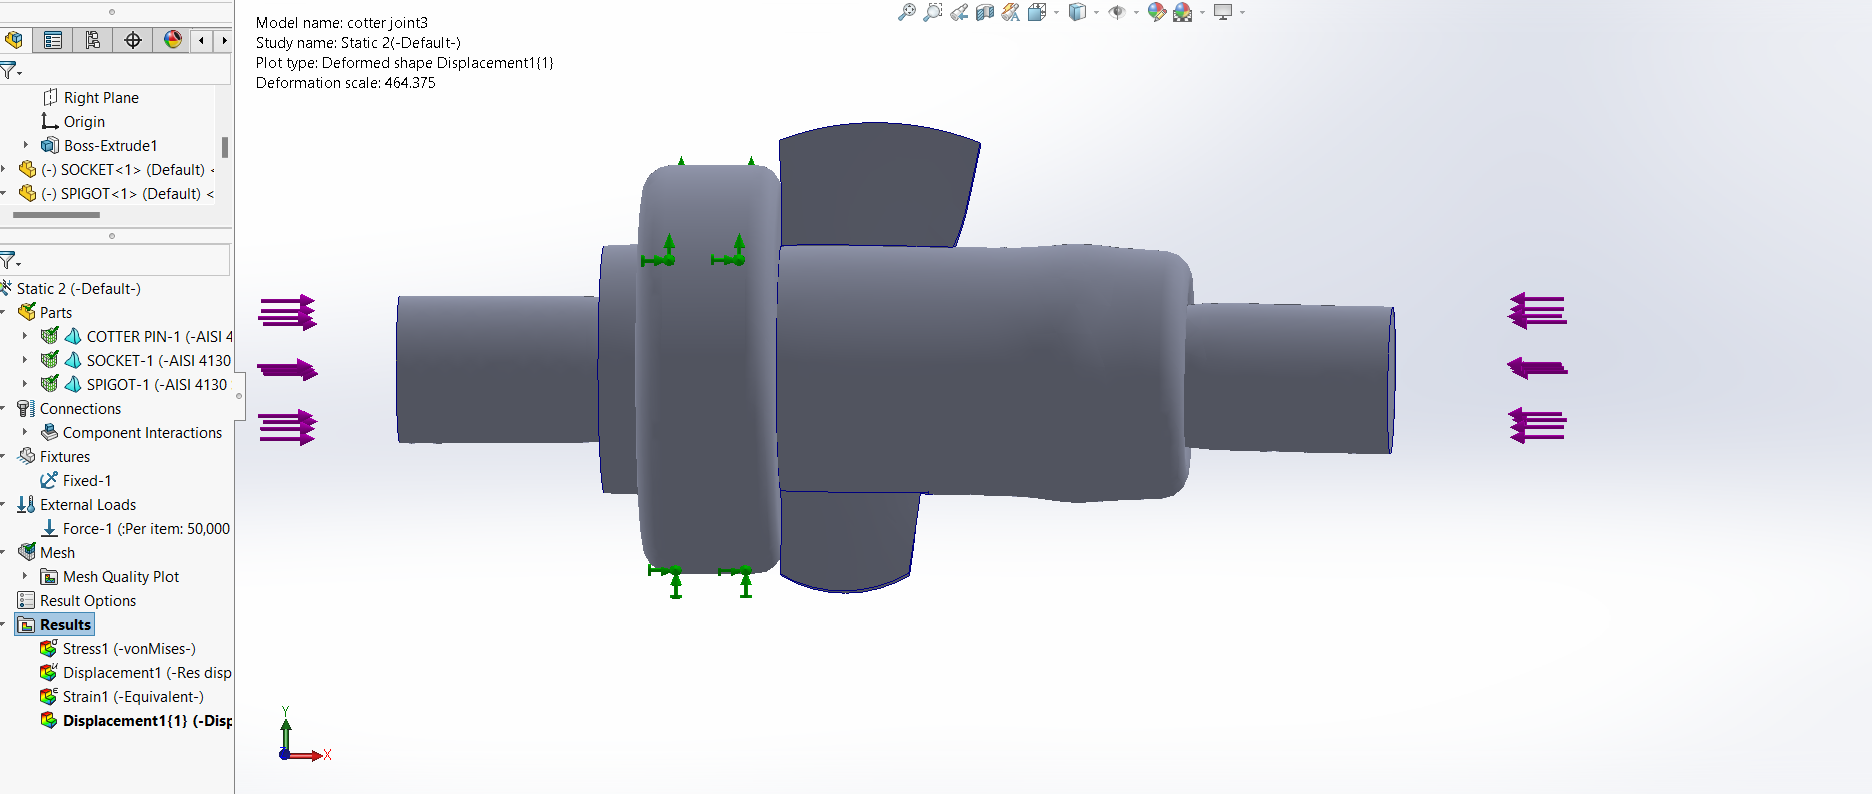 Model name: cotter joint3
Study name: Static 2(-Default-)
Plot type: Deformed shape Displacement1{1}
Deformation scale: 464.375
Right Plane
Origin
Boss-Extrude1
(-) SOCKET<1> (Default) <
(-) SPIGOT<1> (Default) <
Static 2 (-Default-)
Parts
COTTER PIN-1 (-AISI 4
SOCKET-1 (-AISI 4130
SPIGOT-1 (-AISI 4130
Connections
Component Interactions
Fixtures
Fixed-1
External Loads
Force-1 (:Per item: 50,000
Mesh
Mesh Quality Plot
Result Options
Results
Stress1 (-vonMises-)
Displacement1 (-Res disp
Strain1 (-Equivalent-)
Displacement1{1} (-Disp
Y
X